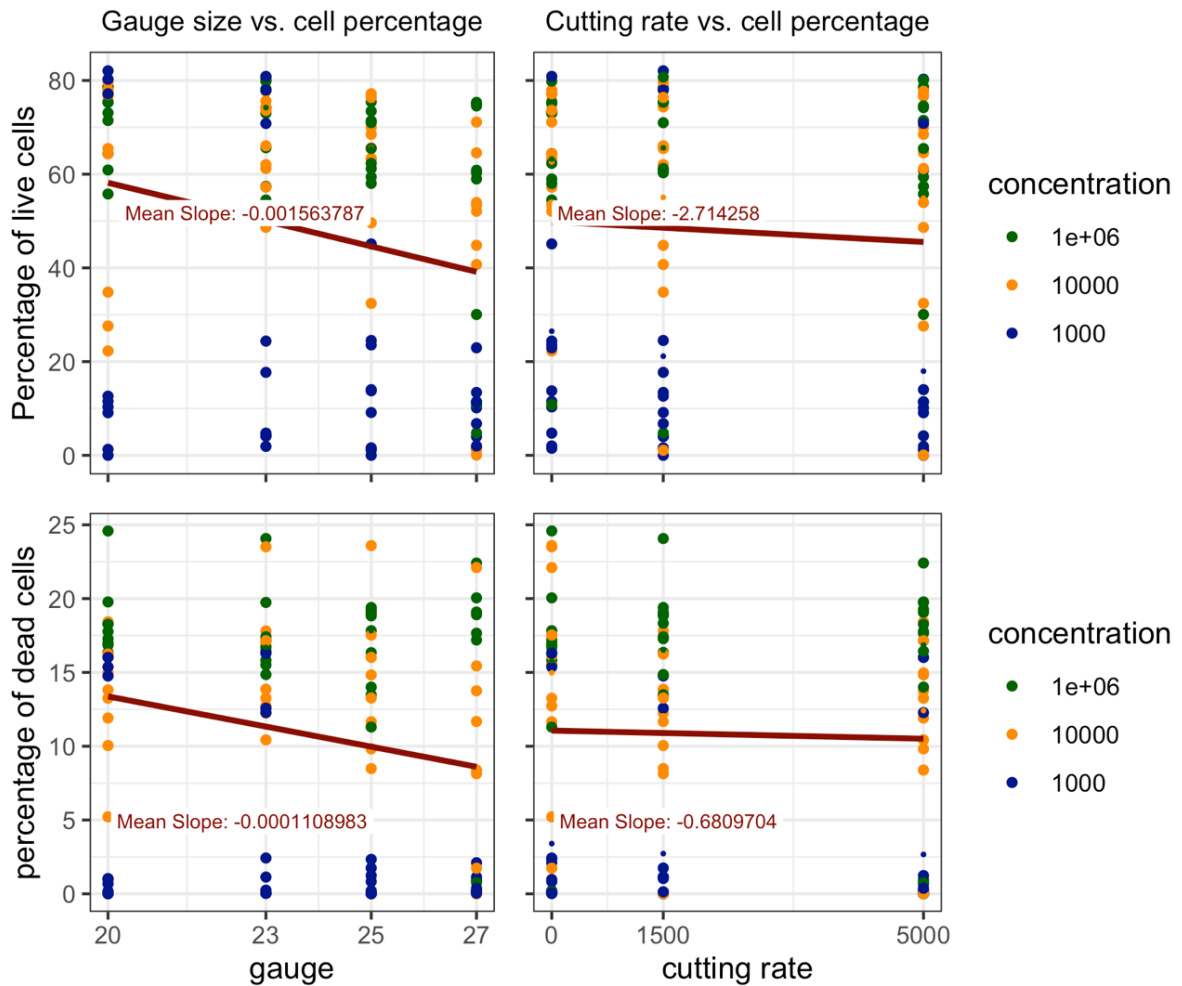 Gauge size vs. cell percentage
Cutting rate vs. cell percentage
Percentage of live cells
80
60
40
20
0
Mean Slope: -0.001563787
Mean Slope: -2.714258
concentration
1e+06
10000
1000
percentage of dead cells
25
20
15
10
5
0
Mean Slope: -0.0001108983
Mean Slope: -0.6809704
concentration
1e+06
10000
1000
20
23
25
27
0
1500
5000
gauge
cutting rate